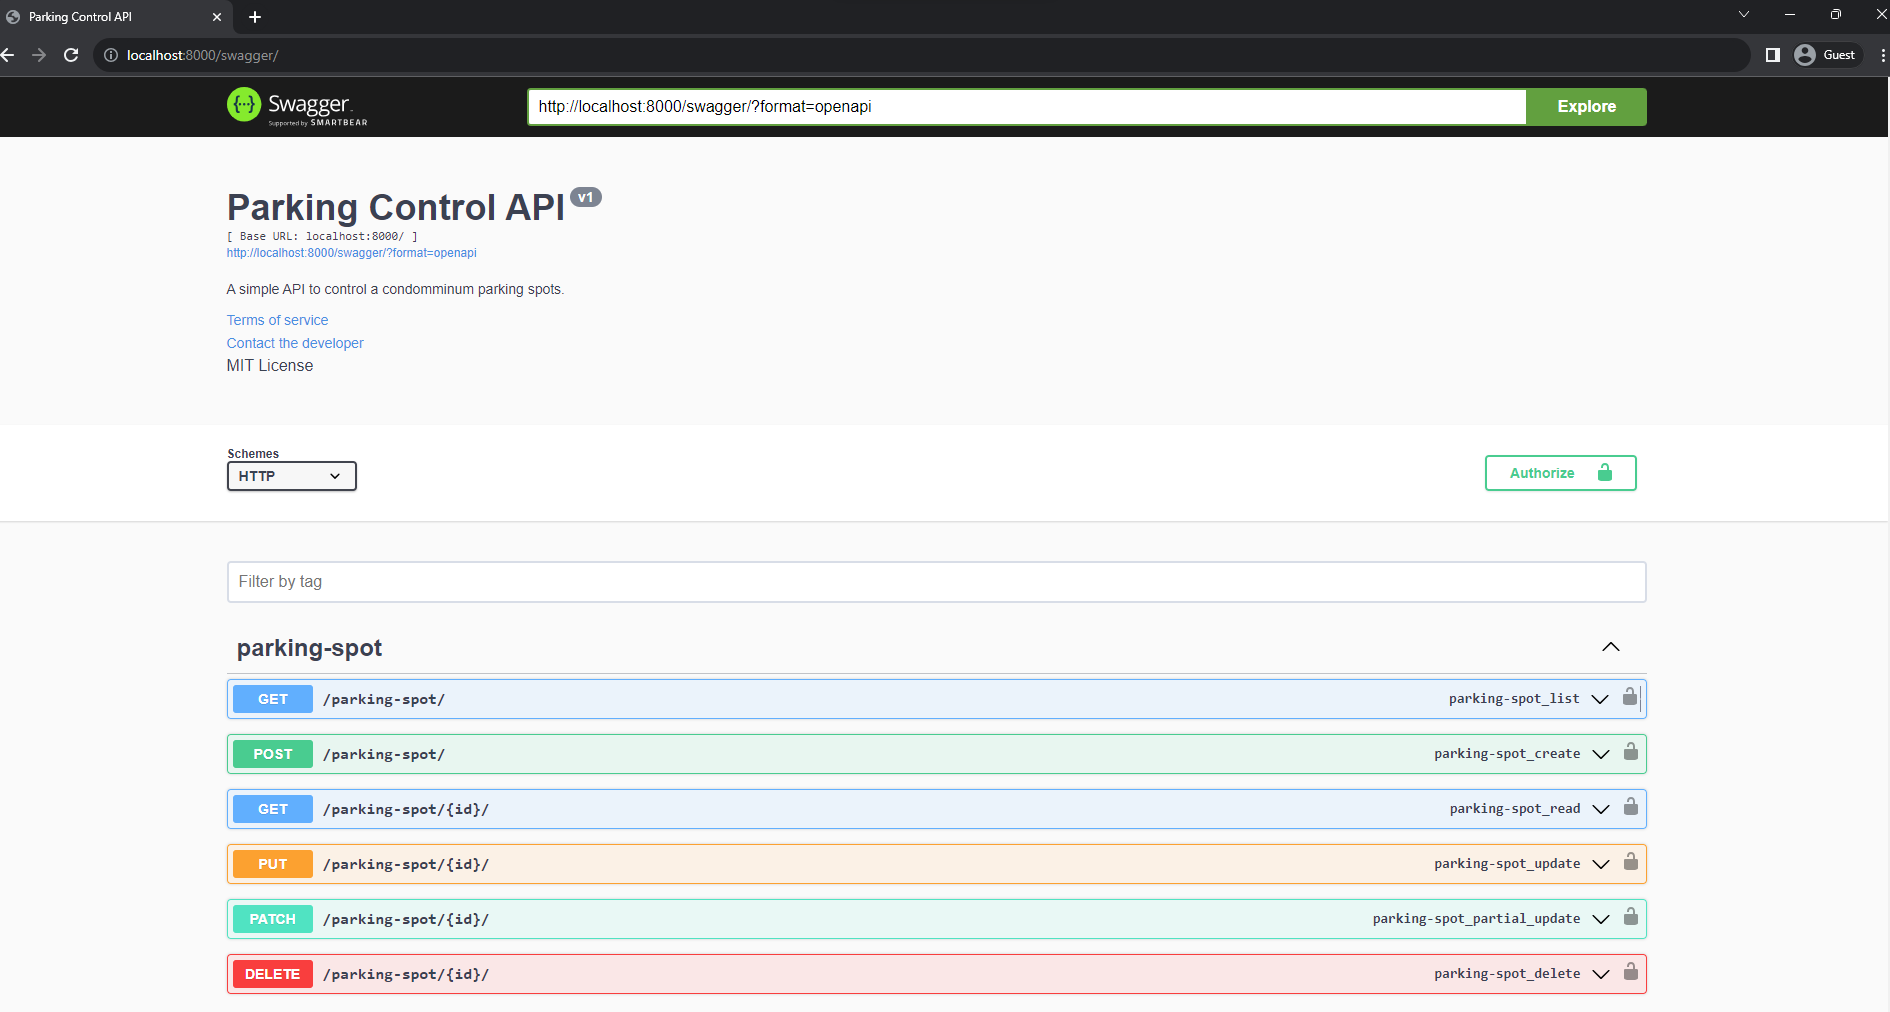 Parking Control API
localhost:8000/swagger/
Guest
Swagger
Supported by SMARTBEAR
http://localhost:8000/swagger/?format=openapi
Explore
Parking Control API v1
[ Base URL: localhost:8000/ ]
http://localhost:8000/swagger/?format=openapi
A simple API to control a condomminum parking spots.
Terms of service
Contact the developer
MIT License
Schemes
HTTP
Authorize
Filter by tag
parking-spot
GET /parking-spot/ parking-spot_list
POST /parking-spot/ parking-spot_create
GET /parking-spot/{id}/ parking-spot_read
PUT /parking-spot/{id}/ parking-spot_update
PATCH /parking-spot/{id}/ parking-spot_partial_update
DELETE /parking-spot/{id}/ parking-spot_delete